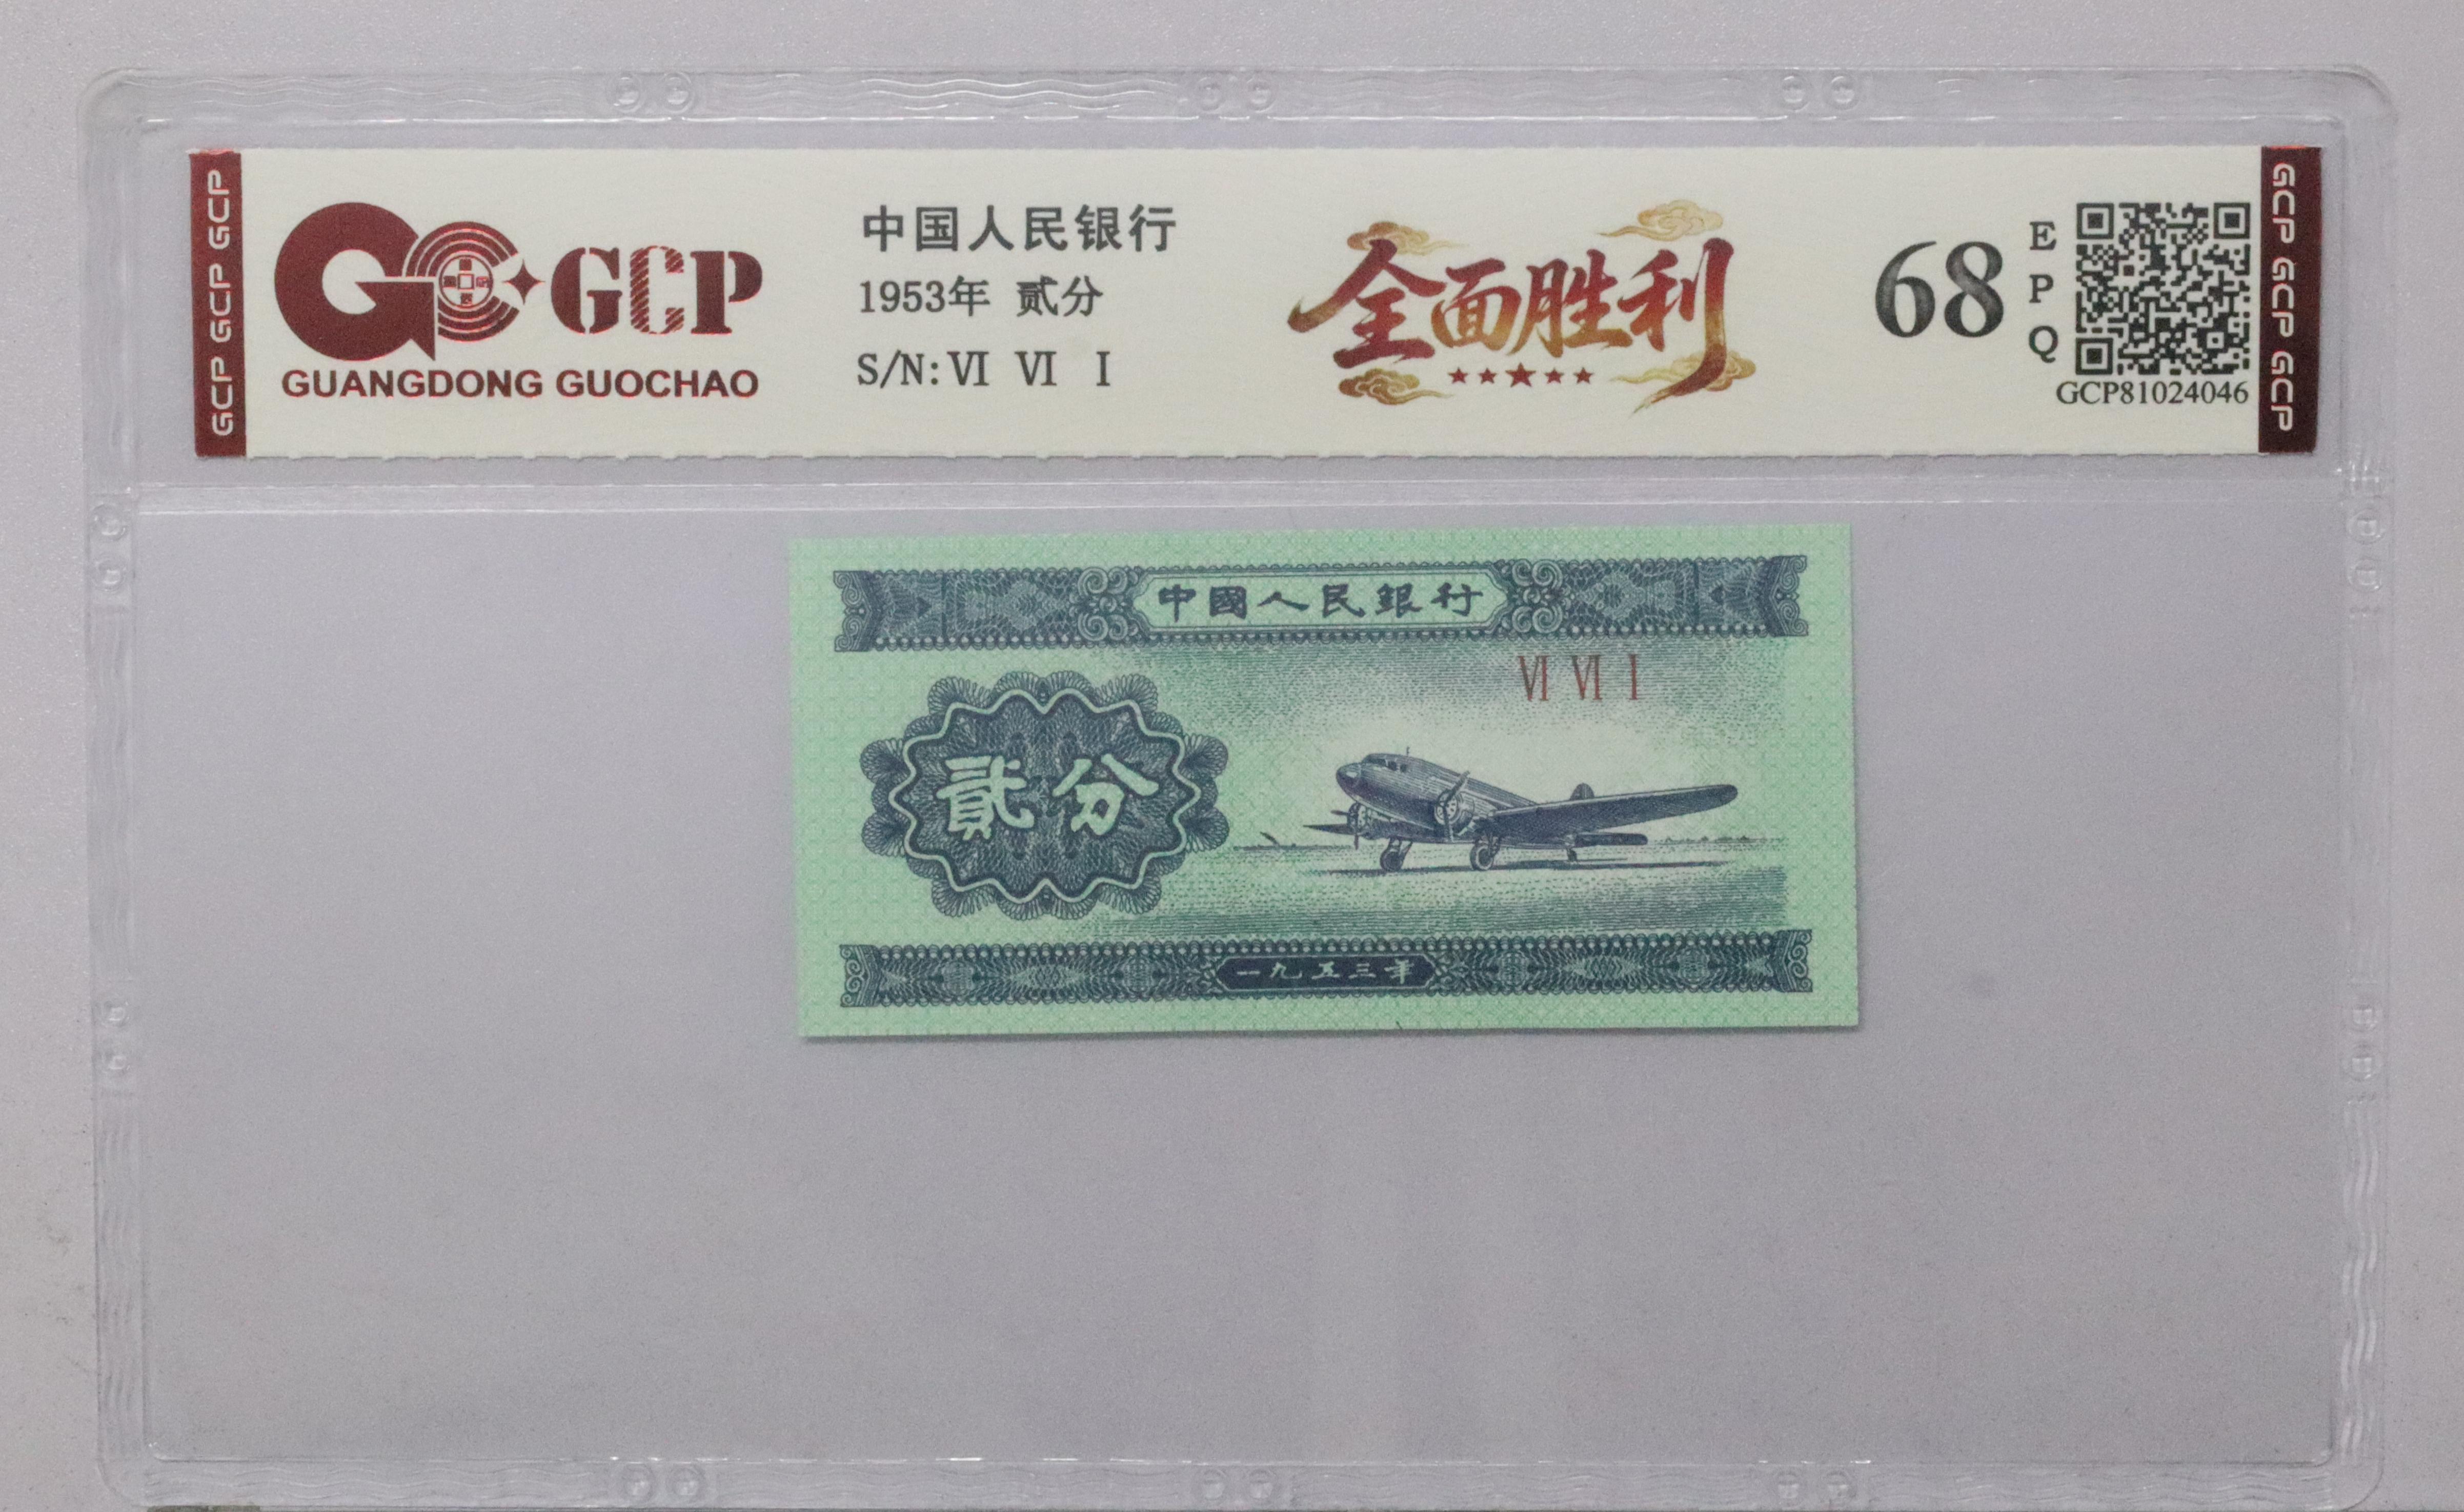 GCP GCP GCP
GCP
GUANGDONG GUOCHAO
中国人民银行
1953年 贰分
S/N: VI VI I
全面胜利
68
EPQ
GCP81024046
GCP GCP GCP
中國人民銀行
VI VI I
貳分
一九五三年